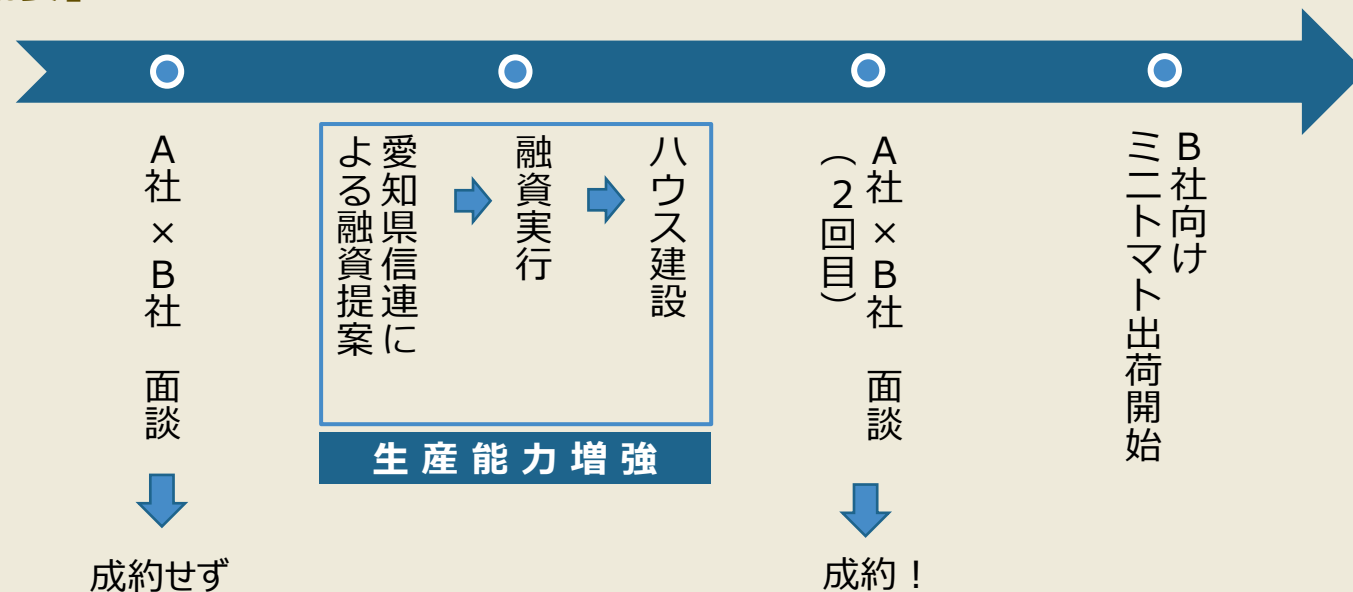 A社×B社 面談
成約せず
愛知県信連に
よる融資提案
融資実行
ハウス建設
生産能力増強
A社×B社 面談
（2回目）
成約！
B社向け
ミニトマト出荷開始